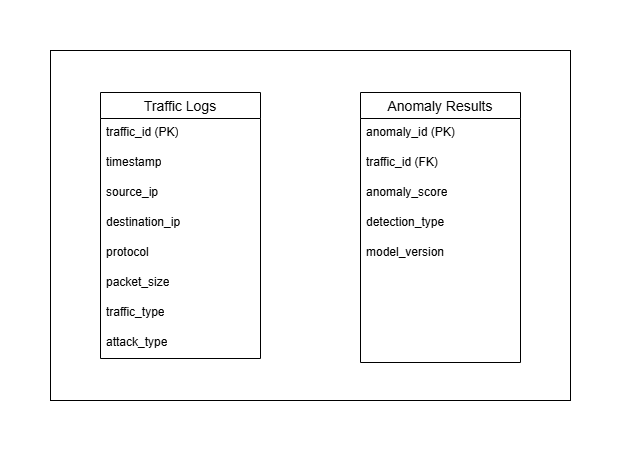 Traffic Logs
traffic_id (PK)
timestamp
source_ip
destination_ip
protocol
packet_size
traffic_type
attack_type
Anomaly Results
anomaly_id (PK)
traffic_id (FK)
anomaly_score
detection_type
model_version